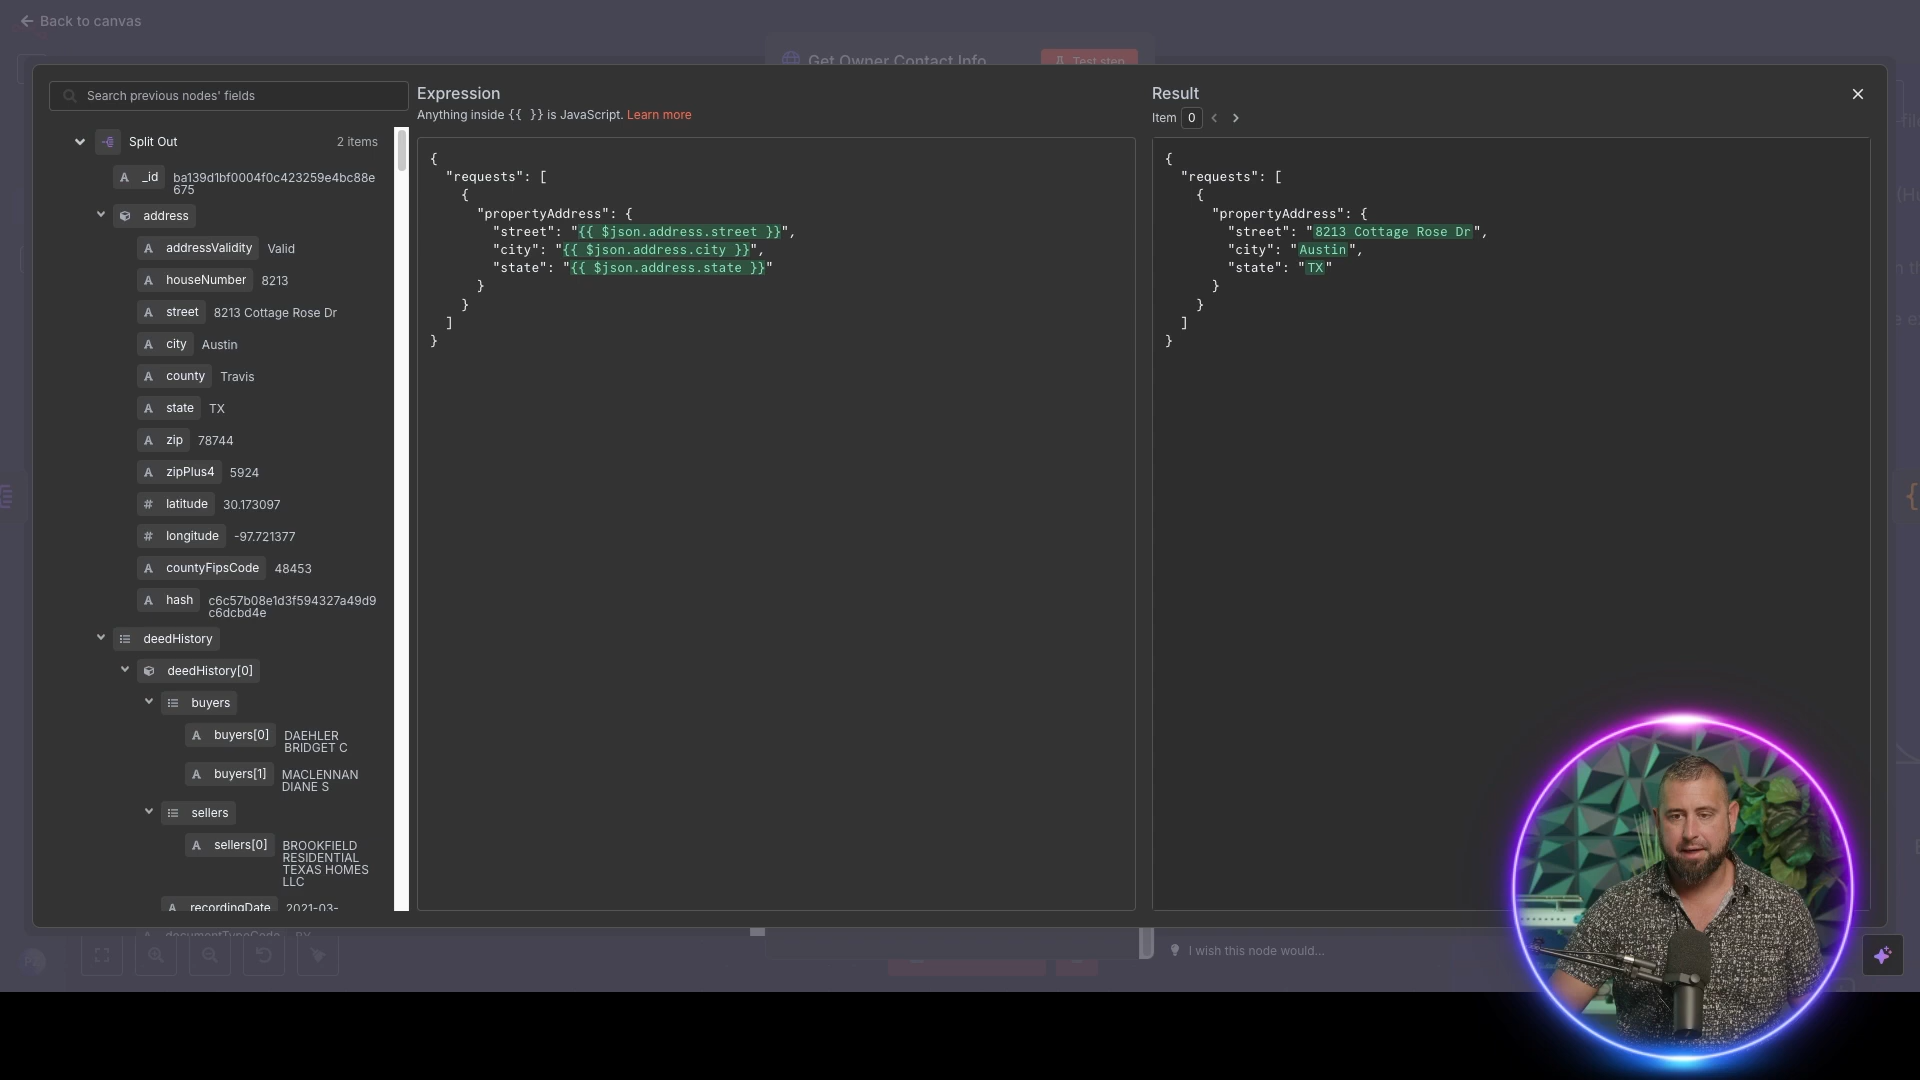 Back to canvas
Get Owner Contact Info
Test step
Search previous nodes' fields
Split Out
2 items
_id
ba139d1bf0004f0c423259e4bc88e
675
address
addressValidity
Valid
houseNumber
8213
street
8213 Cottage Rose Dr
city
Austin
county
Travis
state
TX
zip
78744
zipPlus4
5924
latitude
30.173097
longitude
-97.721377
countyFipsCode
48453
hash
c6c57b08e1d3f594327a49d9
c6dcbd4e
deedHistory
deedHistory[0]
buyers
buyers[0]
DAEHLER
BRIDGET C
buyers[1]
MACLENNAN
DIANE S
sellers
sellers[0]
BROOKFIELD
RESIDENTIAL
TEXAS HOMES
LLC
recordingDate
2021-03-
Expression
Anything inside {{ }} is JavaScript. Learn more
{
"requests": [
{
"propertyAddress": {
"street": "{{ $json.address.street }}",
"city": "{{ $json.address.city }}",
"state": "{{ $json.address.state }}"
}
}
]
}
Result
Item 0
{
"requests": [
{
"propertyAddress": {
"street": "8213 Cottage Rose Dr",
"city": "Austin",
"state": "TX"
}
}
]
}
I wish this node would...